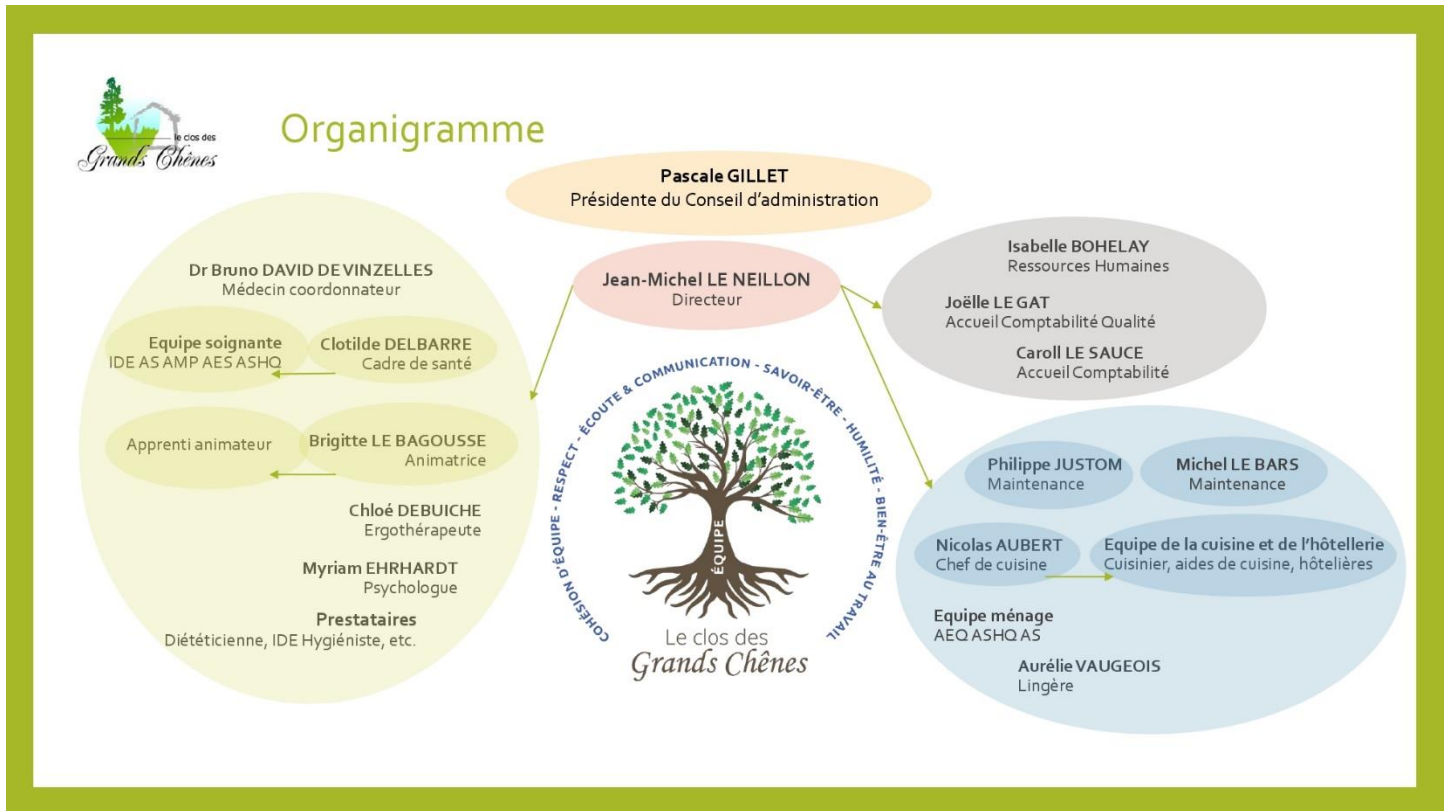 le clos des
Grands Chênes
Organigramme
Pascale GILLET
Présidente du Conseil d'administration
Jean-Michel LE NEILLON
Directeur
Dr Bruno DAVID DE VINZELLES
Médecin coordonnateur
Equipe soignante
IDE AS AMP AES ASHQ
Clotilde DELBARRE
Cadre de santé
Apprenti animateur
Brigitte LE BAGOUSSE
Animatrice
Chloé DEBUICHE
Ergothérapeute
Myriam EHRHARDT
Psychologue
Prestataires
Diététicienne, IDE Hygiéniste, etc.
COHÉSION D'ÉQUIPE - RESPECT - ÉCOUTE & COMMUNICATION - SAVOIR-ÊTRE - HUMILITÉ - BIEN-ÊTRE AU TRAVAIL
ÉQUIPE
Le clos des
Grands Chênes
Isabelle BOHELAY
Ressources Humaines
Joëlle LE GAT
Accueil Comptabilité Qualité
Caroll LE SAUCE
Accueil Comptabilité
Philippe JUSTOM
Maintenance
Michel LE BARS
Maintenance
Nicolas AUBERT
Chef de cuisine
Equipe de la cuisine et de l'hôtellerie
Cuisinier, aides de cuisine, hôtelières
Equipe ménage
AEQ ASHQ AS
Aurélie VAUGEOIS
Lingère